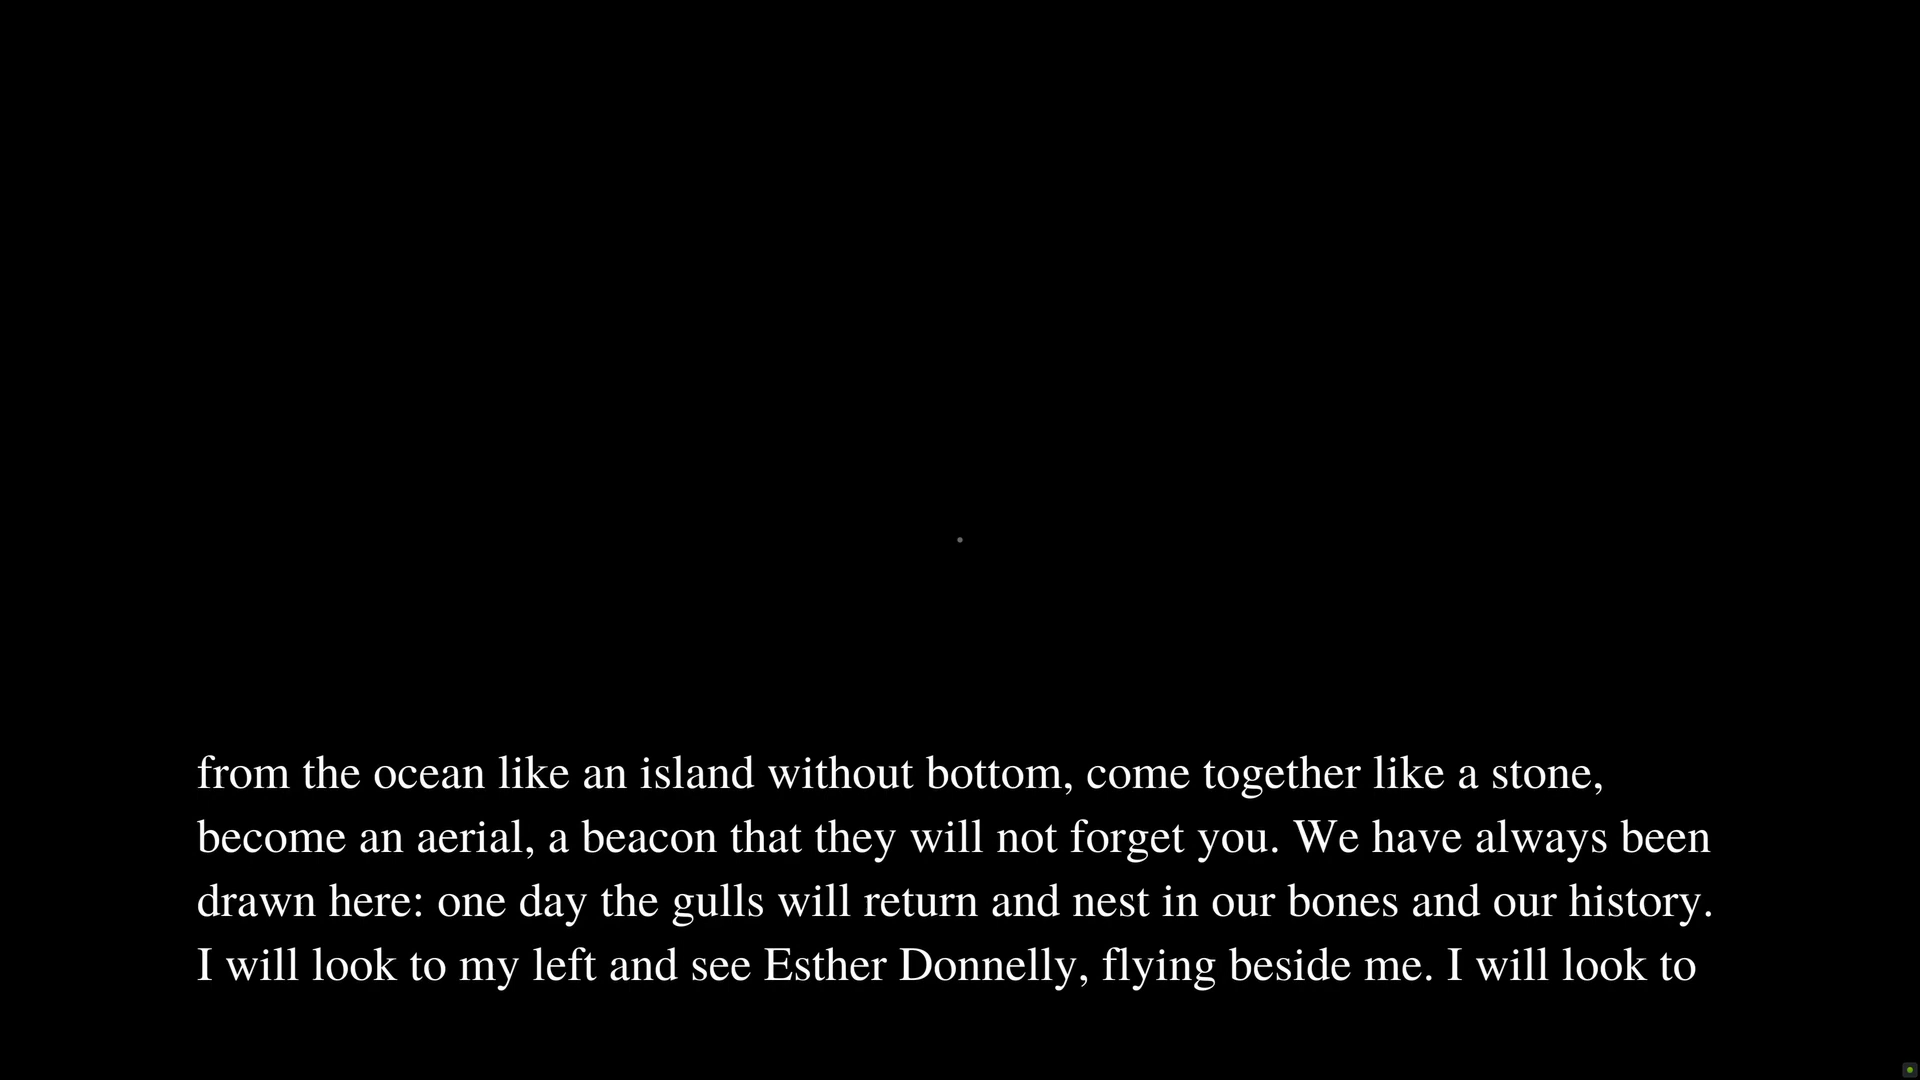 from the ocean like an island without bottom, come together like a stone,
become an aerial, a beacon that they will not forget you. We have always been
drawn here: one day the gulls will return and nest in our bones and our history.
I will look to my left and see Esther Donnelly, flying beside me. I will look to